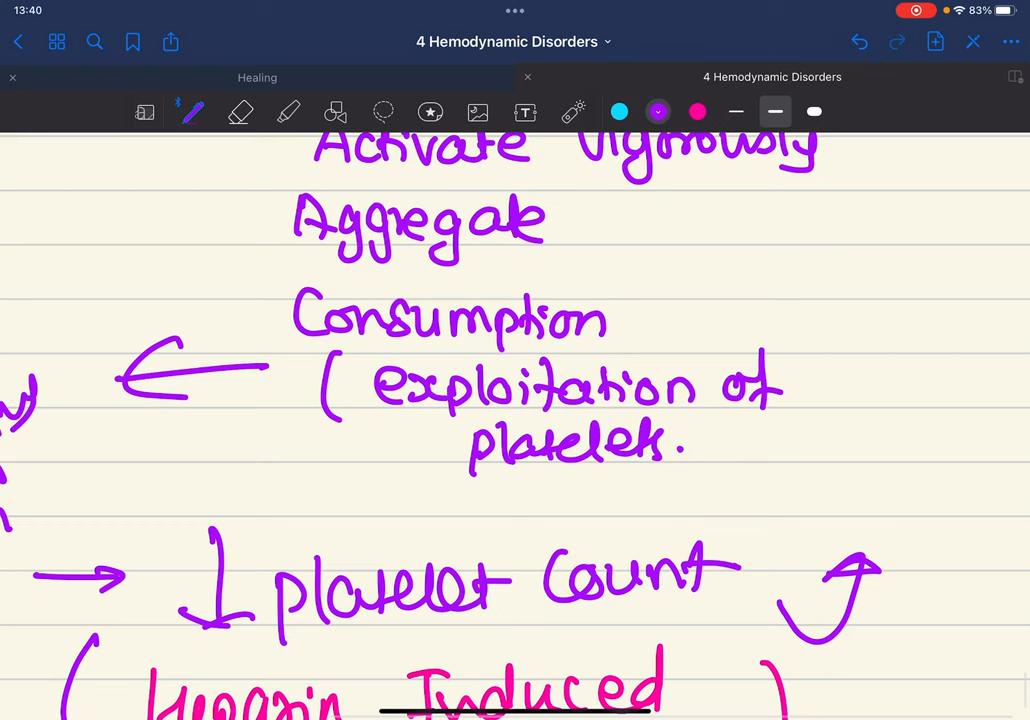 13:40
83%
4 Hemodynamic Disorders
Healing
4 Hemodynamic Disorders
Activate Vigorously
Aggregate
Consumption
( exploitation of
platelets.
↓ platelet Count
( Heparin Induced )